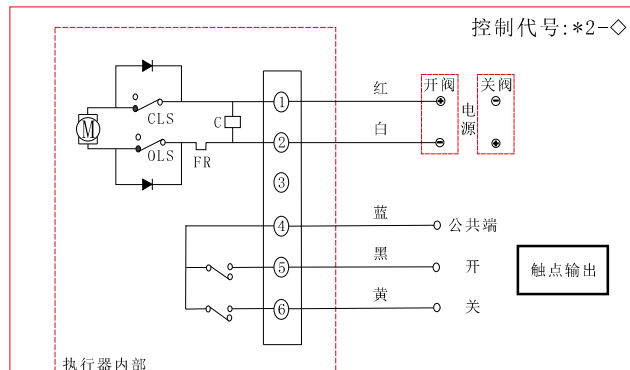 控制代号:*2-◇
红
开阀
关阀
①
CLS
C
电源
M
白
②
OLS
FR
③
蓝
④
公共端
黑
⑤
开
触点输出
黄
⑥
关
执行器内部